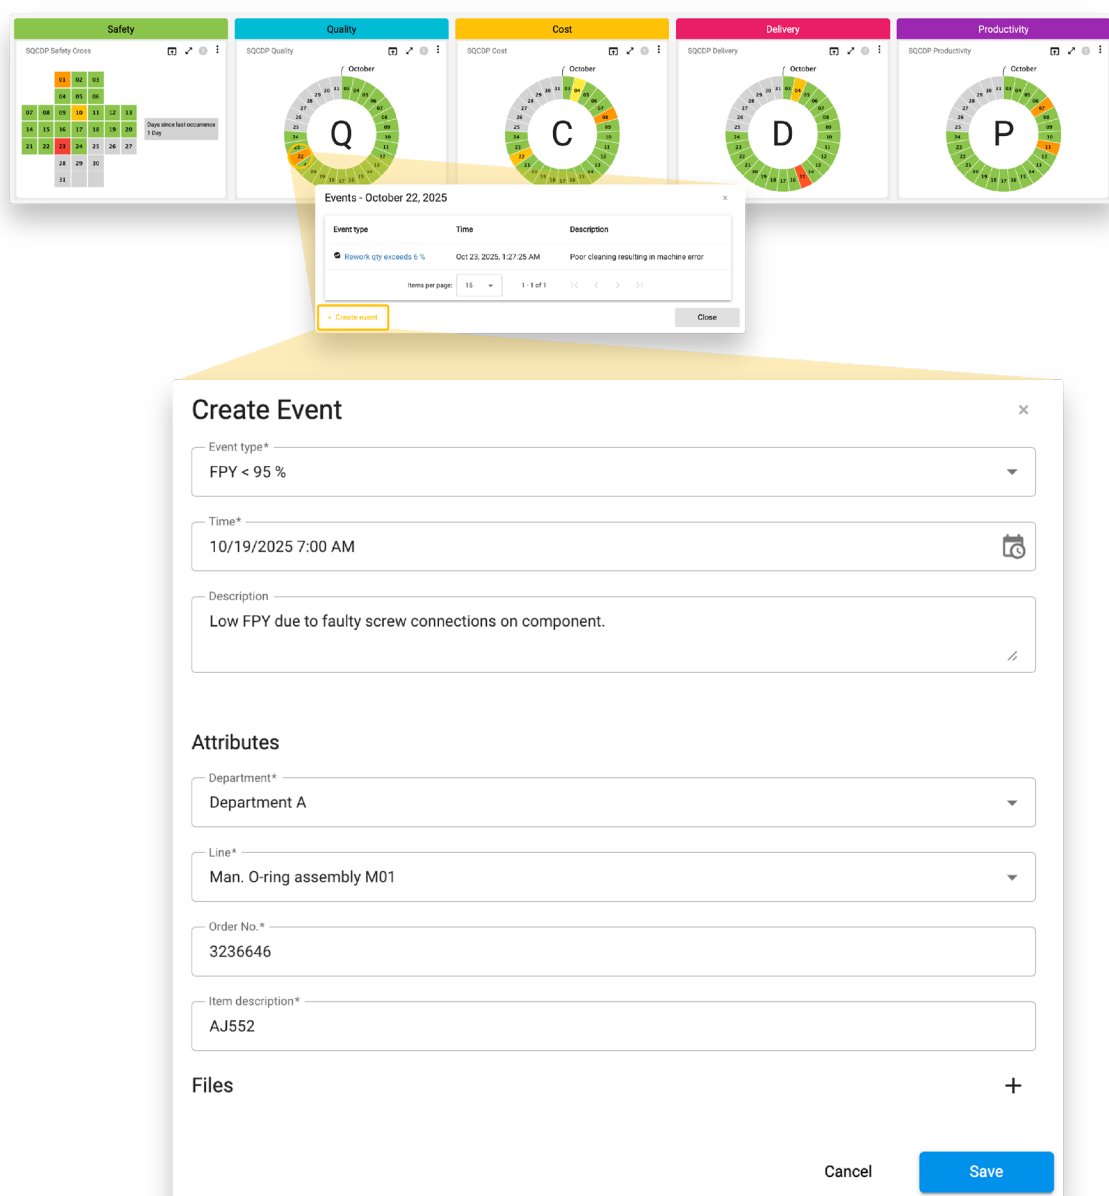 Safety
Quality
Cost
Delivery
Productivity
SQCDP Safety Cross
SQCDP Quality
SQCDP Cost
SQCDP Delivery
SQCDP Productivity
October
October
October
October
01 02 03
04 05 06
07 08 09 10 11 12 13
14 15 16 17 18 19 20
21 22 23 24 25 26 27
28 29 30
31
Days since last occurrence
1 Day
Q
C
D
P
Events - October 22, 2025
Event type Time Description
Rework qty exceeds 6 % Oct 23, 2025, 1:27:25 AM Poor cleaning resulting in machine error
Items per page: 15 1 - 1 of 1
+ Create event
Close
Create Event
Event type*
FPY < 95 %
Time*
10/19/2025 7:00 AM
Description
Low FPY due to faulty screw connections on component.
Attributes
Department*
Department A
Line*
Man. O-ring assembly M01
Order No.*
3236646
Item description*
AJ552
Files
Cancel
Save